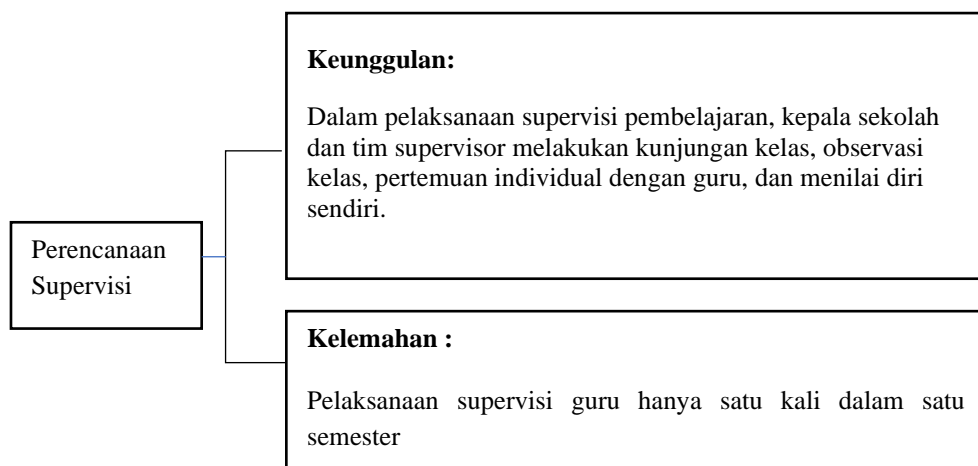 Perencanaan
Supervisi
Keunggulan:
Dalam pelaksanaan supervisi pembelajaran, kepala sekolah
dan tim supervisor melakukan kunjungan kelas, observasi
kelas, pertemuan individual dengan guru, dan menilai diri
sendiri.
Kelemahan :
Pelaksanaan supervisi guru hanya satu kali dalam satu
semester